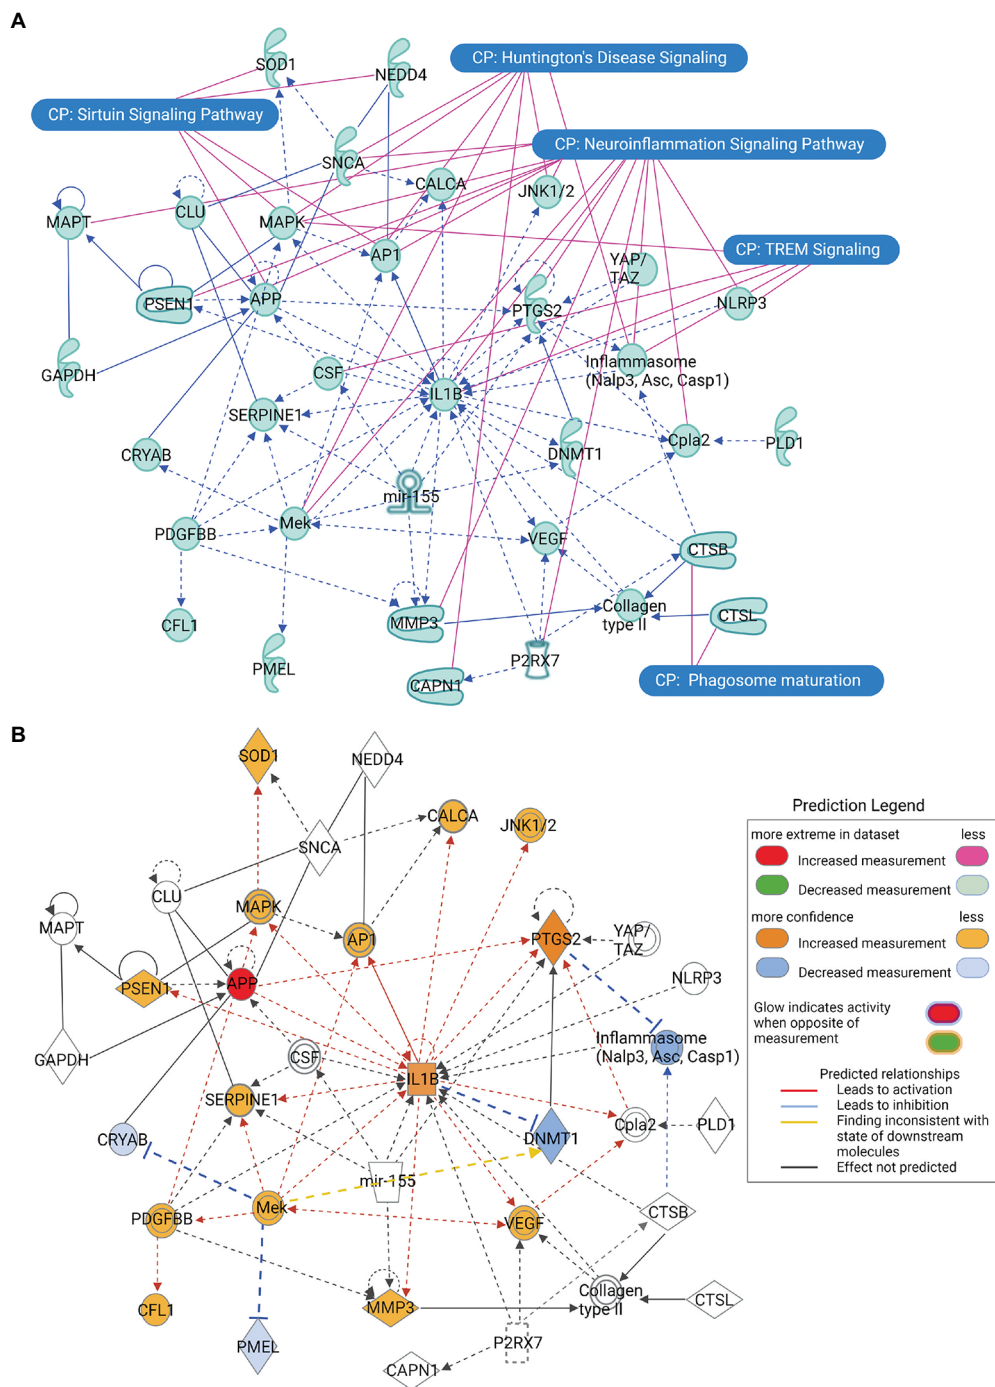 A
SOD1
NEDD4
CP: Huntington's Disease Signaling
CP: Sirtuin Signaling Pathway
CP: Neuroinflammation Signaling Pathway
SNCA
CALCA
JNK1/2
MAPT
CLU
MAPK
AP1
CP: TREM Signaling
YAP/
TAZ
PSEN1
APP
PTGS2
NLRP3
GAPDH
CSF
Inflammasome
(Nalp3, Asc, Casp1)
IL1B
SERPINE1
CRYAB
DNMT1
Cpla2
PLD1
mir-155
PDGFBB
Mek
VEGF
CTSB
CFL1
MMP3
Collagen
type II
CTSL
PMEL
P2RX7
CAPN1
CP: Phagosome maturation
B
SOD1
NEDD4
CALCA
JNK1/2
SNCA
CLU
MAPK
MAPT
AP1
PTGS2
YAP/
TAZ
PSEN1
APP
NLRP3
GAPDH
CSF
Inflammasome
(Nalp3, Asc, Casp1)
IL1B
SERPINE1
CRYAB
DNMT1
Cpla2
PLD1
mir-155
PDGFBB
Mek
VEGF
CTSB
CFL1
MMP3
Collagen
type II
CTSL
PMEL
P2RX7
CAPN1
Prediction Legend
more extreme in dataset less
Increased measurement
Decreased measurement
more confidence less
Increased measurement
Decreased measurement
Glow indicates activity
when opposite of
measurement
Predicted relationships
Leads to activation
Leads to inhibition
Finding inconsistent with
state of downstream
molecules
Effect not predicted